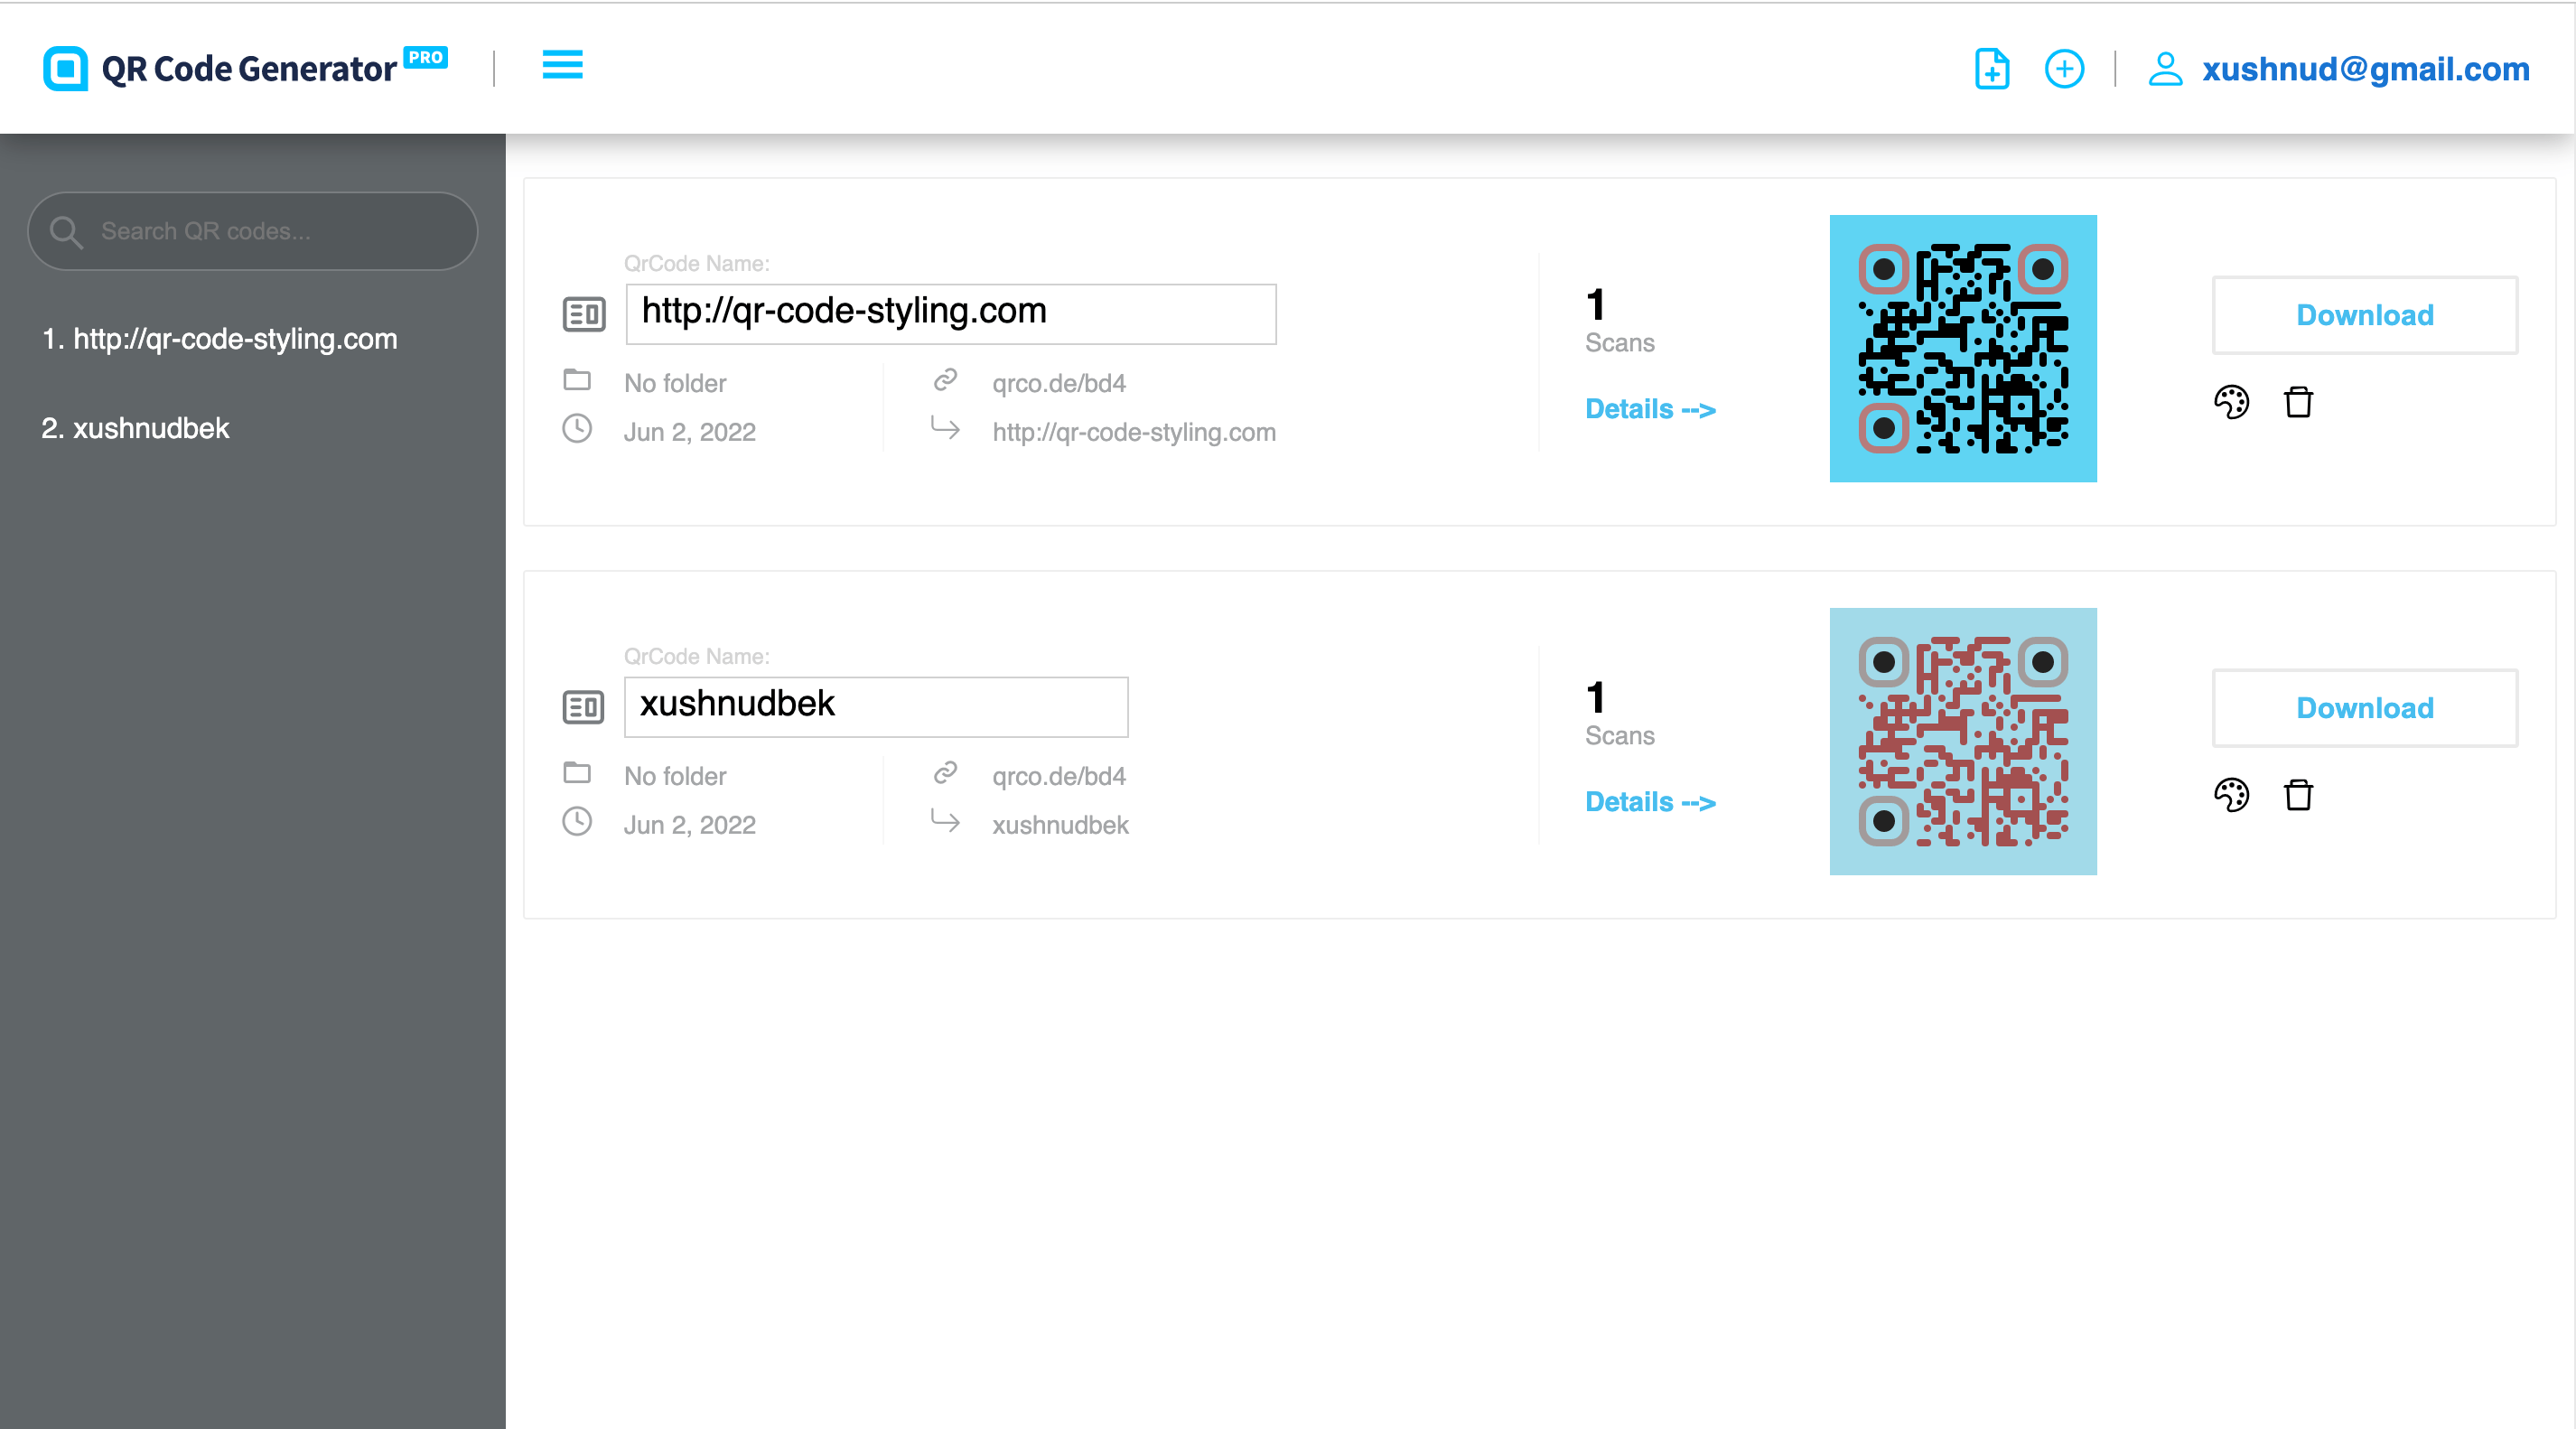 QR Code Generator PRO
xushnud@gmail.com
Search QR codes...
1. http://qr-code-styling.com
2. xushnudbek
QrCode Name:
http://qr-code-styling.com
No folder
qrco.de/bd4
Jun 2, 2022
http://qr-code-styling.com
1
Scans
Details -->
Download
QrCode Name:
xushnudbek
No folder
qrco.de/bd4
Jun 2, 2022
xushnudbek
1
Scans
Details -->
Download